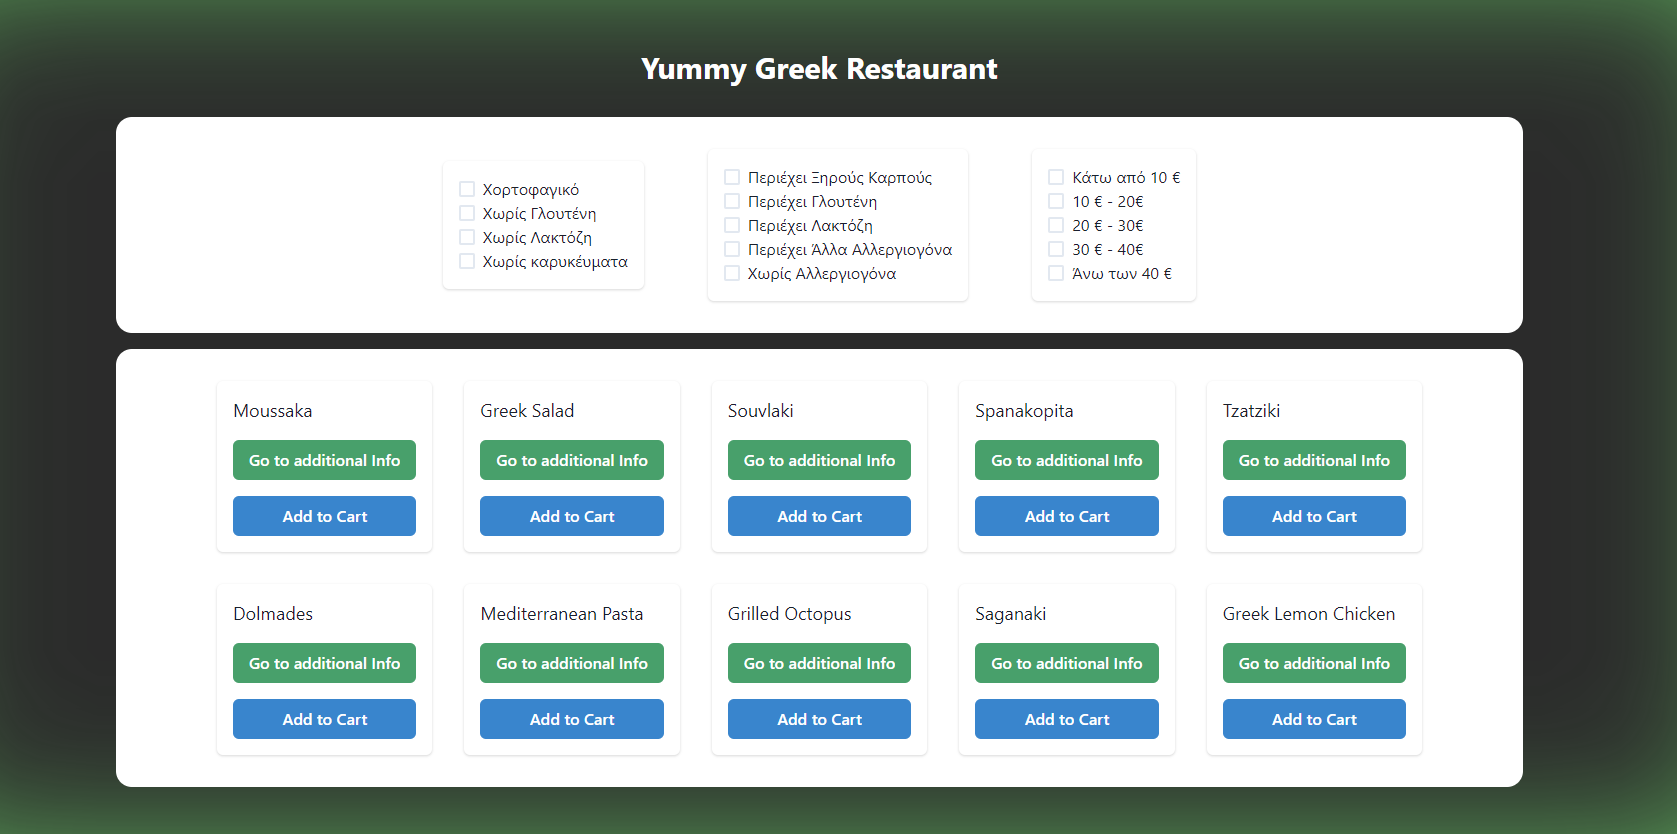 Yummy Greek Restaurant
Χορτοφαγικό
Χωρίς Γλουτένη
Χωρίς Λακτόζη
Χωρίς καρυκέυματα
Περιέχει Ξηρούς Καρπούς
Περιέχει Γλουτένη
Περιέχει Λακτόζη
Περιέχει Άλλα Αλλεργιογόνα
Χωρίς Αλλεργιογόνα
Κάτω από 10 €
10 € - 20€
20 € - 30€
30 € - 40€
Άνω των 40 €
Moussaka
Go to additional Info
Add to Cart
Greek Salad
Go to additional Info
Add to Cart
Souvlaki
Go to additional Info
Add to Cart
Spanakopita
Go to additional Info
Add to Cart
Tzatziki
Go to additional Info
Add to Cart
Dolmades
Go to additional Info
Add to Cart
Mediterranean Pasta
Go to additional Info
Add to Cart
Grilled Octopus
Go to additional Info
Add to Cart
Saganaki
Go to additional Info
Add to Cart
Greek Lemon Chicken
Go to additional Info
Add to Cart